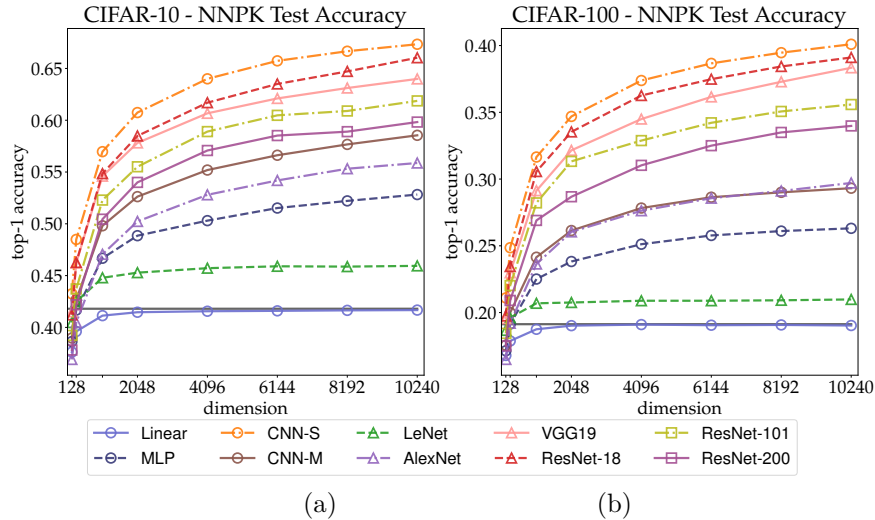 CIFAR-10 - NNPK Test Accuracy
0.65
0.60
0.55
0.50
0.45
0.40
top-1 accuracy
128 2048 4096 6144 8192 10240
dimension
CIFAR-100 - NNPK Test Accuracy
0.40
0.35
0.30
0.25
0.20
top-1 accuracy
128 2048 4096 6144 8192 10240
dimension
Linear CNN-S LeNet VGG19 ResNet-101
MLP CNN-M AlexNet ResNet-18 ResNet-200
(a) (b)